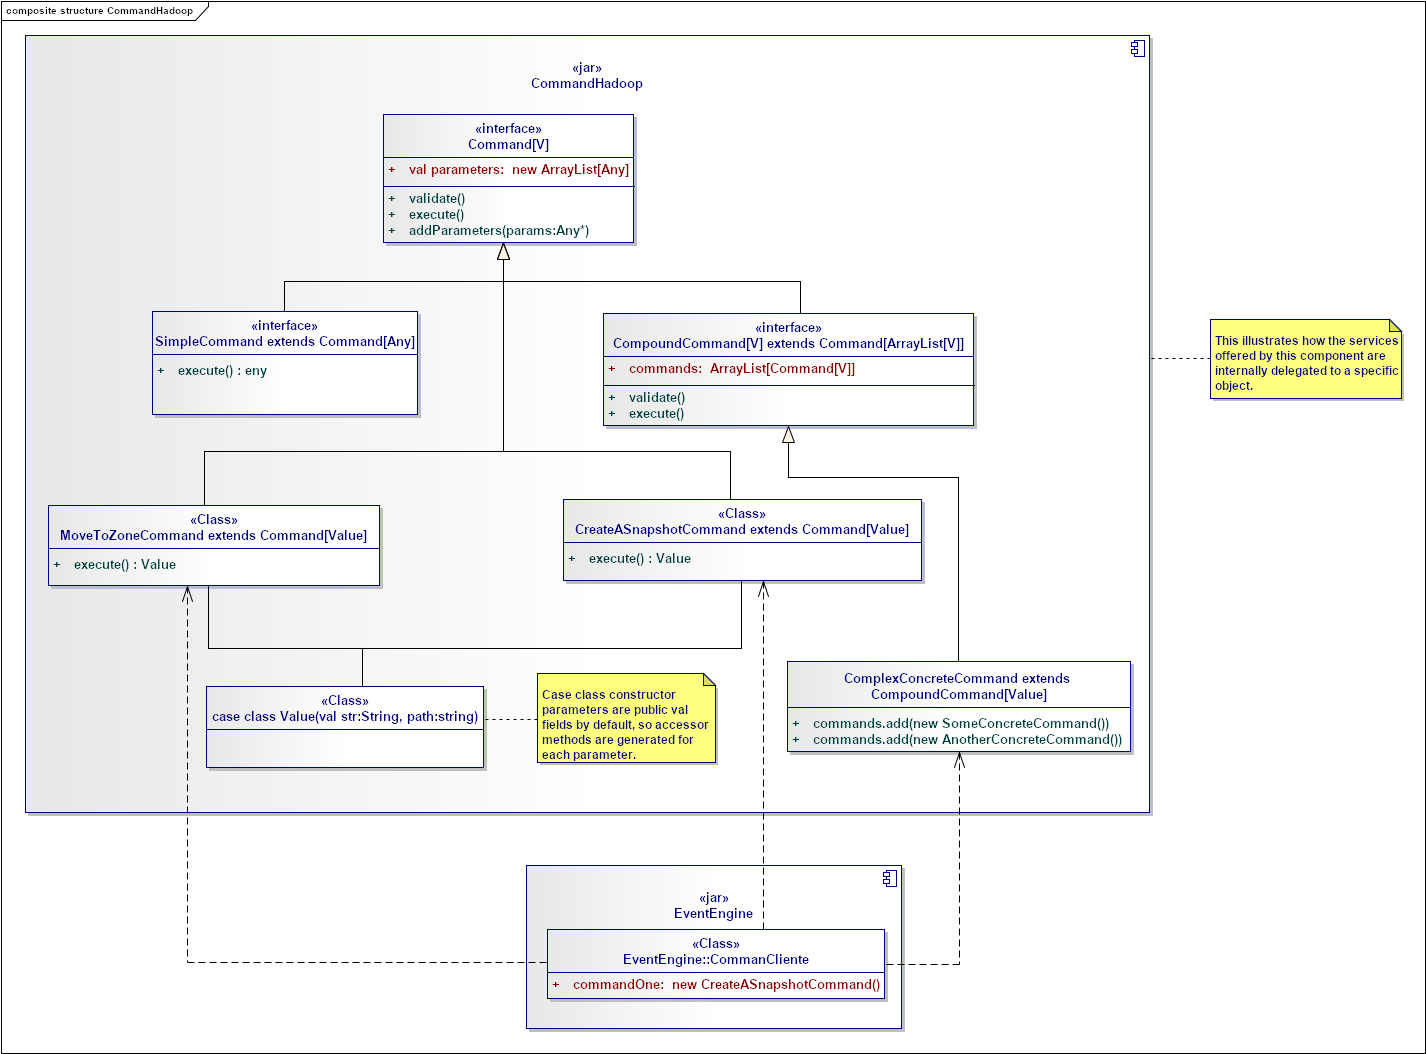 composite structure CommandHadoop
«jar»
CommandHadoop
«interface»
Command[V]
+ val parameters: new ArrayList[Any]
+ validate()
+ execute()
+ addParameters(params:Any*)
«interface»
SimpleCommand extends Command[Any]
+ execute() : eny
«interface»
CompoundCommand[V] extends Command[ArrayList[V]]
+ commands: ArrayList[Command[V]]
+ validate()
+ execute()
This illustrates how the services
offered by this component are
internally delegated to a specific
object.
«Class»
MoveToZoneCommand extends Command[Value]
+ execute() : Value
«Class»
CreateASnapshotCommand extends Command[Value]
+ execute() : Value
«Class»
case class Value(val str:String, path:string)
Case class constructor
parameters are public val
fields by default, so accessor
methods are generated for
each parameter.
ComplexConcreteCommand extends
CompoundCommand[Value]
+ commands.add(new SomeConcreteCommand())
+ commands.add(new AnotherConcreteCommand())
«jar»
EventEngine
«Class»
EventEngine::CommanCliente
+ commandOne: new CreateASnapshotCommand()